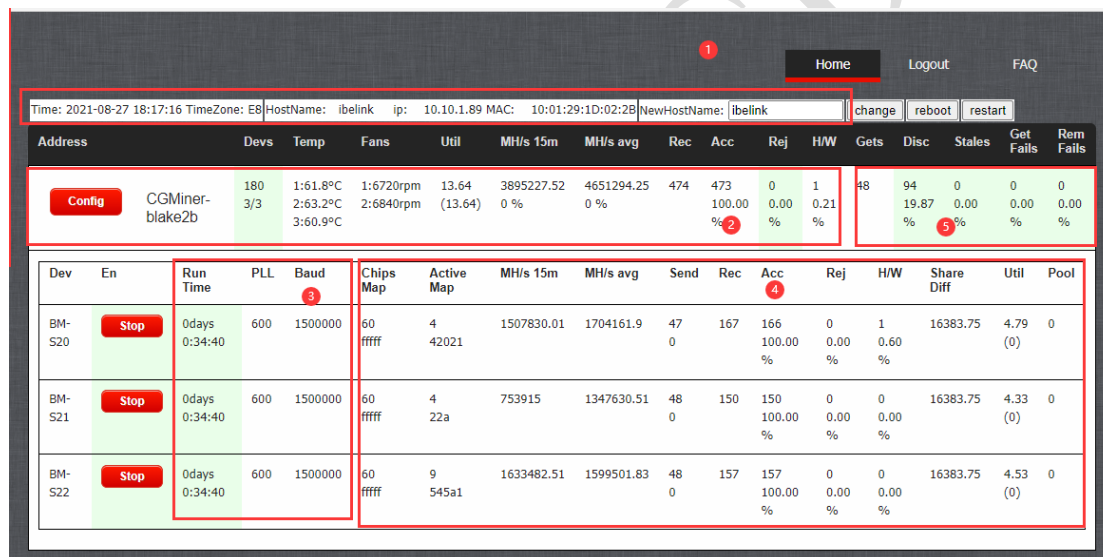 1
Home Logout FAQ
Time: 2021-08-27 18:17:16 TimeZone: E8 HostName: ibelink ip: 10.10.1.89 MAC: 10:01:29:1D:02:2B NewHostName: ibelink change reboot restart
Address Devs Temp Fans Util MH/s 15m MH/s avg Rec Acc Rej H/W Gets Disc Stales Get Fails Rem Fails
Config CGMiner-blake2b 180 1:61.8ºC 1:6720rpm 13.64 3895227.52 4651294.25 474 473 0 1 48 94 0 0 0
3/3 2:63.2ºC 2:6840rpm (13.64) 0 % 0 % 100.00 % 0.00 % 0.21 % 19.87 % 0.00 % 0.00 % 0.00 %
3:60.9ºC 2 5
Dev En Run Time PLL Baud Chips Map Active Map MH/s 15m MH/s avg Send Rec Acc Rej H/W Share Diff Util Pool
3 4
BM-S20 Stop 0days 600 1500000 60 4 1507830.01 1704161.9 47 167 166 0 1 16383.75 4.79 0
0:34:40 fffff 42021 0 100.00 % 0.00 % 0.60 % (0)
BM-S21 Stop 0days 600 1500000 60 4 753915 1347630.51 48 150 150 0 0 16383.75 4.33 0
0:34:40 fffff 22a 0 100.00 % 0.00 % 0.00 % (0)
BM-S22 Stop 0days 600 1500000 60 9 1633482.51 1599501.83 48 157 157 0 0 16383.75 4.53 0
0:34:40 fffff 545a1 0 100.00 % 0.00 % 0.00 % (0)